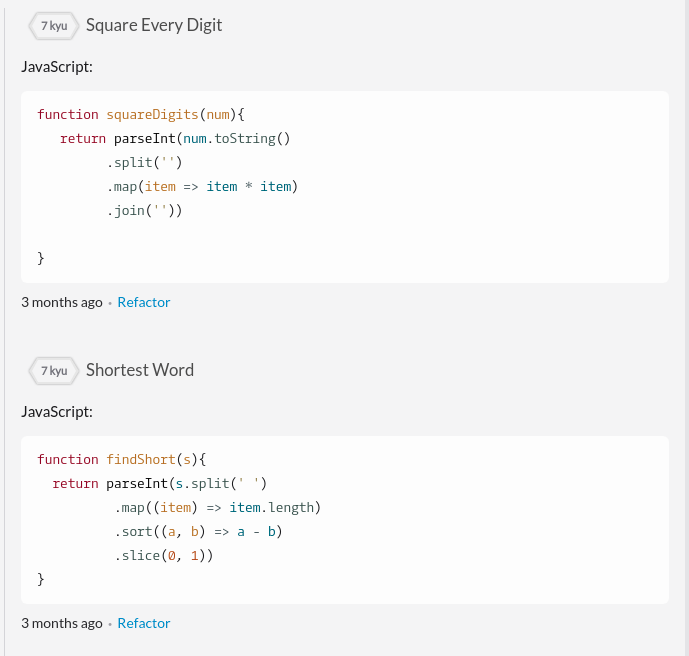 7 kyu Square Every Digit
JavaScript:
function squareDigits(num){
   return parseInt(num.toString()
         .split('')
         .map(item => item * item)
         .join(''))
}
3 months ago • Refactor
7 kyu Shortest Word
JavaScript:
function findShort(s){
  return parseInt(s.split(' ')
          .map((item) => item.length)
          .sort((a, b) => a - b)
          .slice(0, 1))
}
3 months ago • Refactor